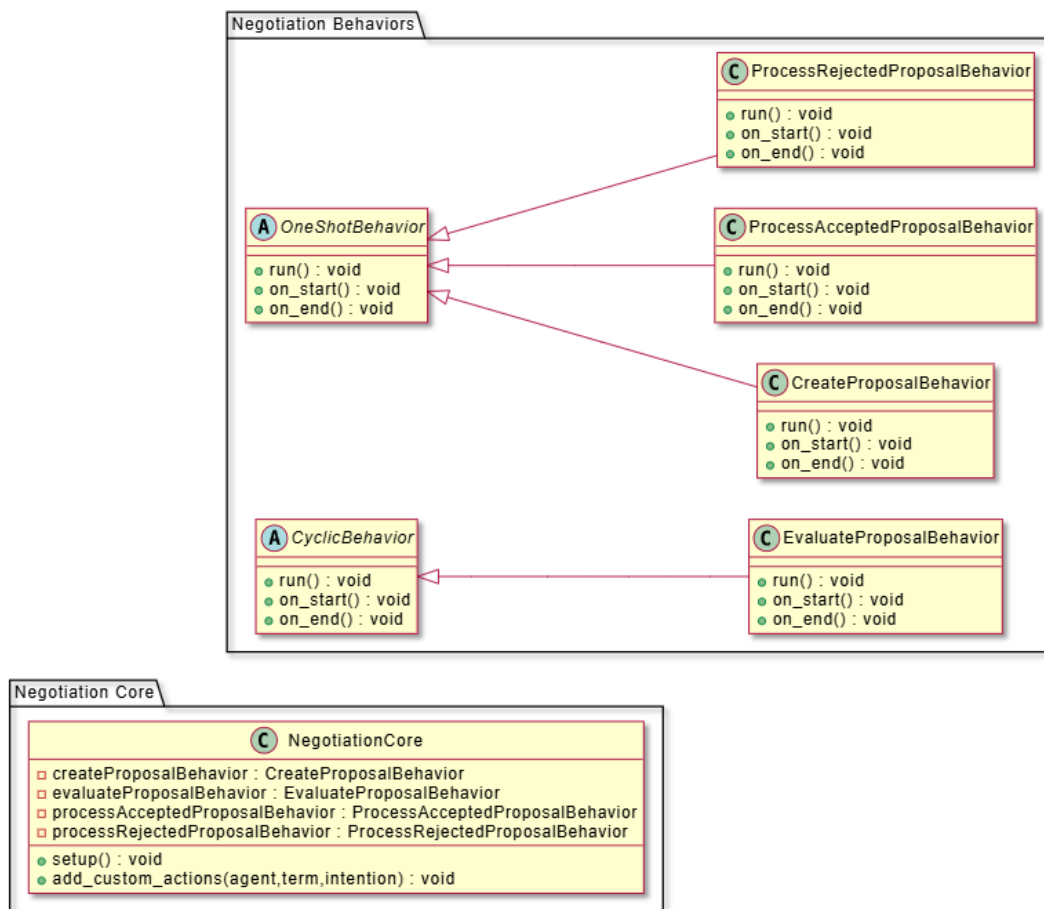 Negotiation Behaviors
C ProcessRejectedProposalBehavior
run() : void
on_start() : void
on_end() : void
A OneShotBehavior
run() : void
on_start() : void
on_end() : void
C ProcessAcceptedProposalBehavior
run() : void
on_start() : void
on_end() : void
C CreateProposalBehavior
run() : void
on_start() : void
on_end() : void
A CyclicBehavior
run() : void
on_start() : void
on_end() : void
C EvaluateProposalBehavior
run() : void
on_start() : void
on_end() : void
Negotiation Core
C NegotiationCore
createProposalBehavior : CreateProposalBehavior
evaluateProposalBehavior : EvaluateProposalBehavior
processAcceptedProposalBehavior : ProcessAcceptedProposalBehavior
processRejectedProposalBehavior : ProcessRejectedProposalBehavior
setup() : void
add_custom_actions(agent,term,intention) : void